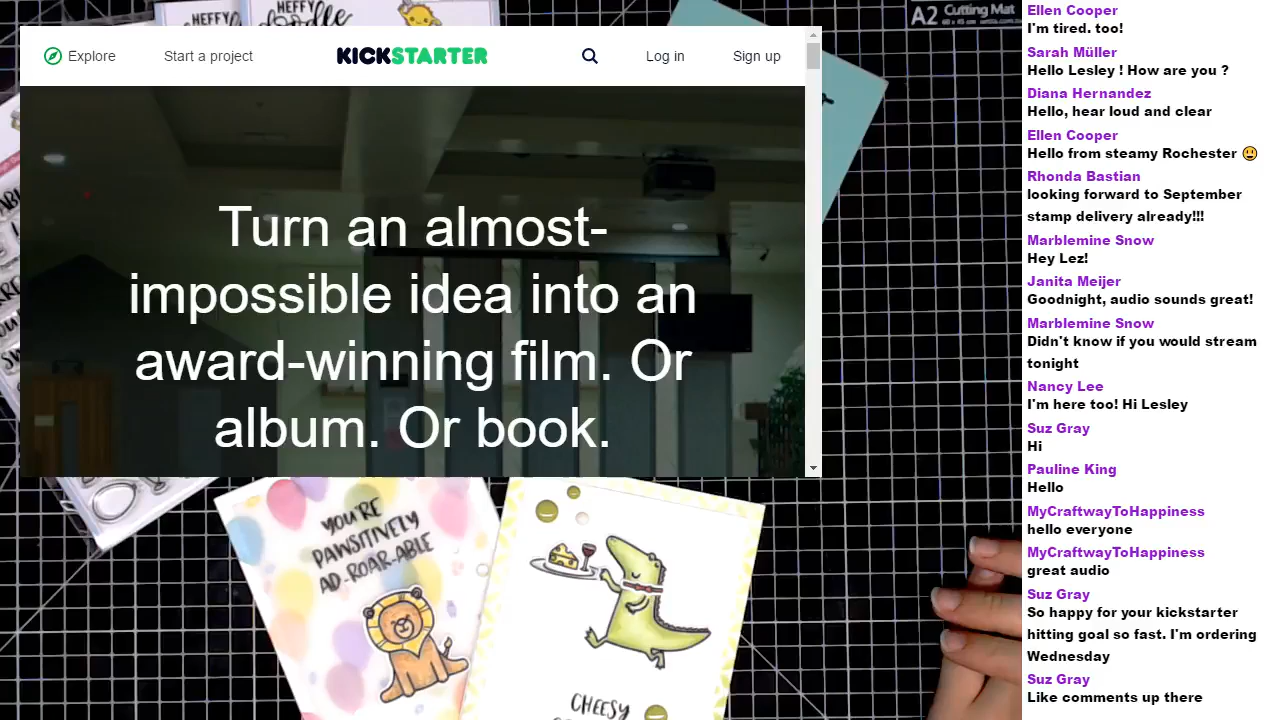 HEFFY
doodle
HEFFY
doodle
A2 Cutting Mat
Explore
Start a project
KICKSTARTER
Log in
Sign up
Turn an almost-
impossible idea into an
award-winning film. Or
album. Or book.
YOU'RE
PAWSITIVELY
AD-ROAR-ABLE
CHEESY
Ellen Cooper
I'm tired. too!
Sarah Müller
Hello Lesley ! How are you ?
Diana Hernandez
Hello, hear loud and clear
Ellen Cooper
Hello from steamy Rochester 😃
Rhonda Bastian
looking forward to September
stamp delivery already!!!
Marblemine Snow
Hey Lez!
Janita Meijer
Goodnight, audio sounds great!
Marblemine Snow
Didn't know if you would stream
tonight
Nancy Lee
I'm here too! Hi Lesley
Suz Gray
Hi
Pauline King
Hello
MyCraftwayToHappiness
hello everyone
MyCraftwayToHappiness
great audio
Suz Gray
So happy for your kickstarter
hitting goal so fast. I'm ordering
Wednesday
Suz Gray
Like comments up there